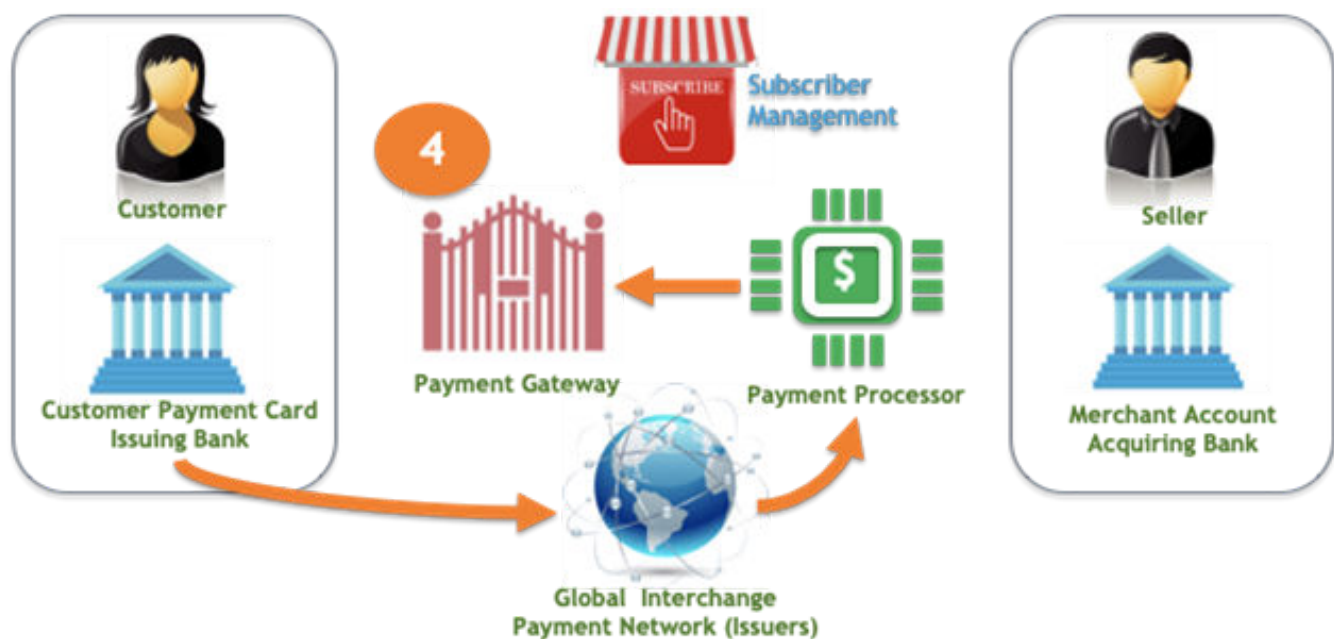 SUBSCRIBE
Subscriber
Management
4
$
Customer
Seller
Payment Gateway
Payment Processor
Customer Payment Card
Issuing Bank
Merchant Account
Acquiring Bank
Global Interchange
Payment Network (Issuers)